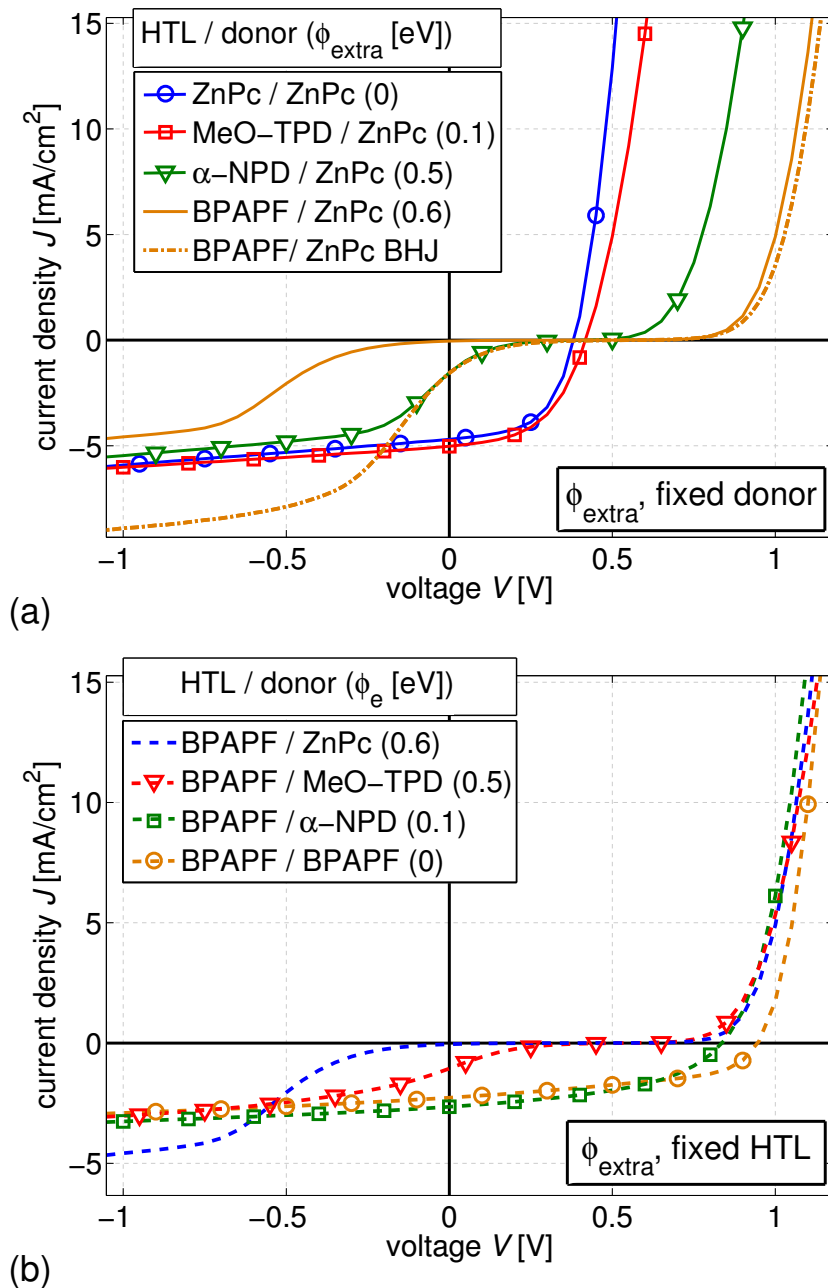 HTL / donor (ϕextra [eV])
ZnPc / ZnPc (0)
MeO−TPD / ZnPc (0.1)
α−NPD / ZnPc (0.5)
BPAPF / ZnPc (0.6)
BPAPF/ ZnPc BHJ
15
10
5
0
−5
current density J [mA/cm²]
ϕextra, fixed donor
−1
−0.5
0
0.5
1
voltage V [V]
(a)
HTL / donor (ϕe [eV])
BPAPF / ZnPc (0.6)
BPAPF / MeO−TPD (0.5)
BPAPF / α−NPD (0.1)
BPAPF / BPAPF (0)
15
10
5
0
−5
current density J [mA/cm²]
ϕextra, fixed HTL
−1
−0.5
0
0.5
1
voltage V [V]
(b)